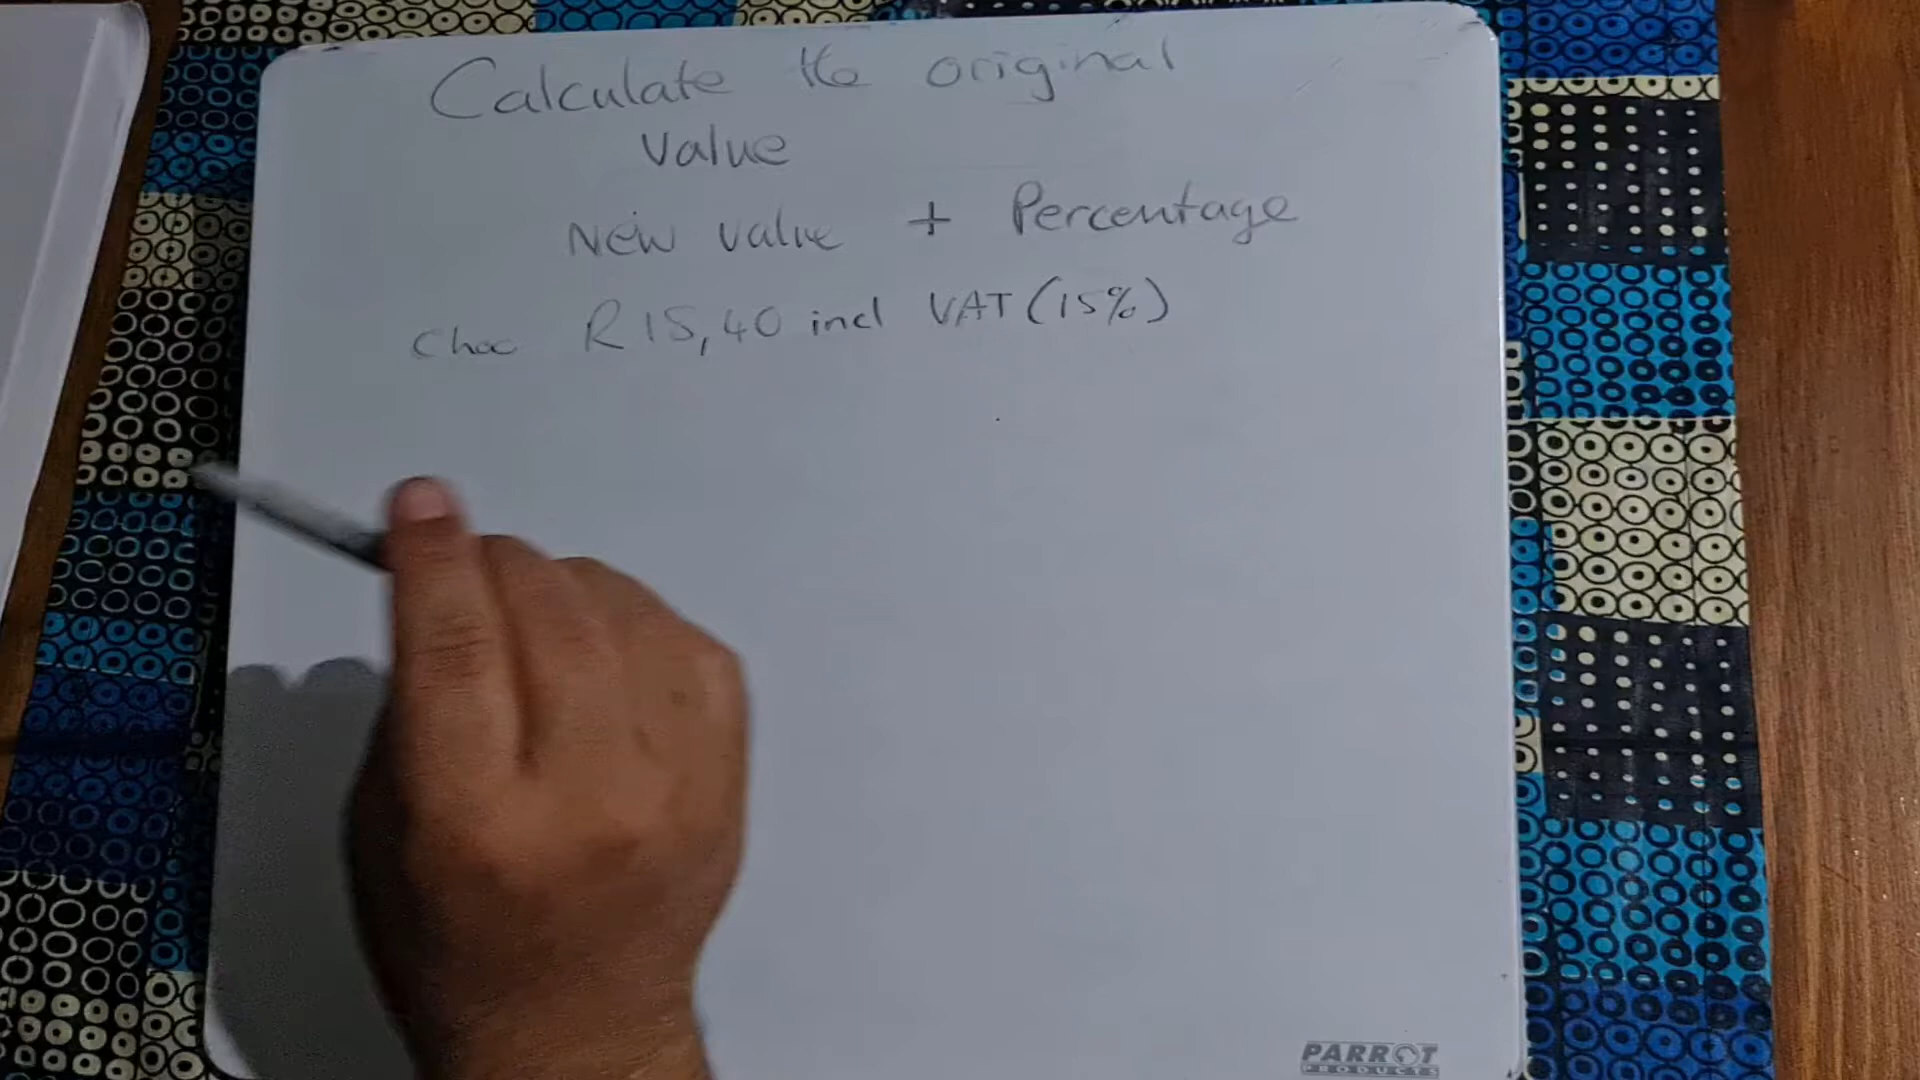 Calculate the original
value
New value + Percentage
Choc R15,40 incl VAT (15%)
PARROT
PRODUCTS